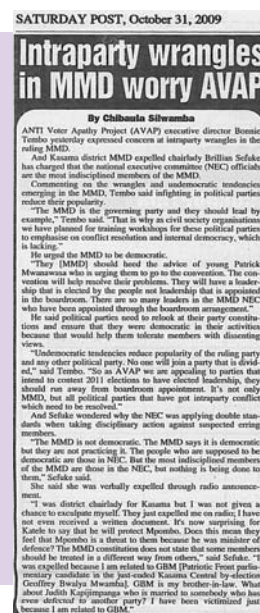 SATURDAY POST, October 31, 2009
Intraparty wrangles
in MMD worry AVAP
By Chibaula Silwamba
ANTI Voter Apathy Project (AVAP) executive director Bonnie
Tembo yesterday expressed concern at intraparty wrangles in the
ruling MMD.
And Kasama district MMD expelled chairlady Brillian Sefuke
has charged that the national executive committee (NEC) officials
are the most indisciplined members of the MMD.
Commenting on the wrangles and undemocratic tendencies
emerging in the MMD, Tembo said infighting in political parties
reduce their popularity.
"The MMD is the governing party and they should lead by
example," Tembo said. "That is why as civil society organisations
we have planned for training workshops for these political parties
to emphasise on conflict resolution and internal democracy, which
is lacking."
He urged the MMD to be democratic.
"They [MMD] should heed the advice of young Patrick
Mwanawasa who is urging them to go to the convention. The con-
vention will help resolve their problems. They will have a leader-
ship that is elected by the people not leadership that is appointed
in the boardroom. There are so many leaders in the MMD NEC
who have been appointed through the boardroom arrangement."
He said political parties need to relook at their party constitu-
tions and ensure that they were democratic in their activities
because that would help them tolerate members with dissenting
views.
"Undemocratic tendencies reduce popularity of the ruling party
and any other political party. No one will join a party that is divid-
ed," said Tembo. "So as AVAP we are appealing to parties that
intend to contest 2011 elections to have elected leadership, they
should run away from boardroom appointment. It's not only
MMD, but all political parties that have got intraparty conflict
which need to be resolved."
And Sefuke wondered why the NEC was applying double stan-
dards when taking disciplinary action against suspected erring
members.
"The MMD is not democratic. The MMD says it is democratic
but they are not practicing it. The people who are supposed to be
democratic are those in NEC. But the most indisciplined members
of the MMD are those in the NEC, but nothing is being done to
them," Sefuke said.
She said she was verbally expelled through radio announce-
ment.
"I was district chairlady for Kasama but I was not given a
chance to exculpate myself. They just expelled me on radio; I have
not even received a written document. It's now surprising for
Katele to say that he will protect Mpombo. Does this mean they
feel that Mpombo is a threat to them because he was minister of
defence? The MMD constitution does not state that some members
should be treated in a different way from others," said Sefuke. "I
was expelled because I am related to GBM [Patriotic Front parlia-
mentary candidate in the just-ended Kasama Central by-election
Geoffrey Bwalya Mwamba]. GBM is my brother-in-law. What
about Judith Kapijimpanga who is married to somebody who has
also defected to another party? I have been victimized just
because I am related to GBM."